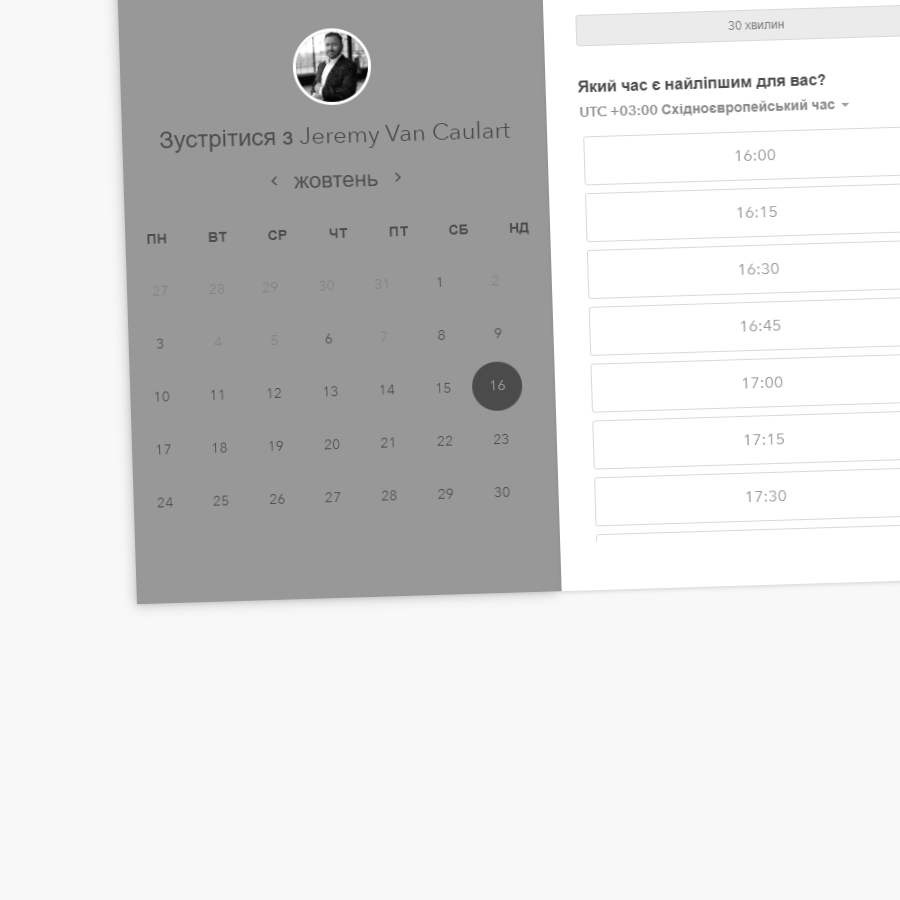 Зустрітися з Jeremy Van Caulart
‹ жовтень ›
ПН ВТ СР ЧТ ПТ СБ НД
27 28 29 30 31 1 2
3 4 5 6 7 8 9
10 11 12 13 14 15 16
17 18 19 20 21 22 23
24 25 26 27 28 29 30
30 хвилин
Який час є найліпшим для вас?
UTC +03:00 Східноєвропейський час
16:00
16:15
16:30
16:45
17:00
17:15
17:30